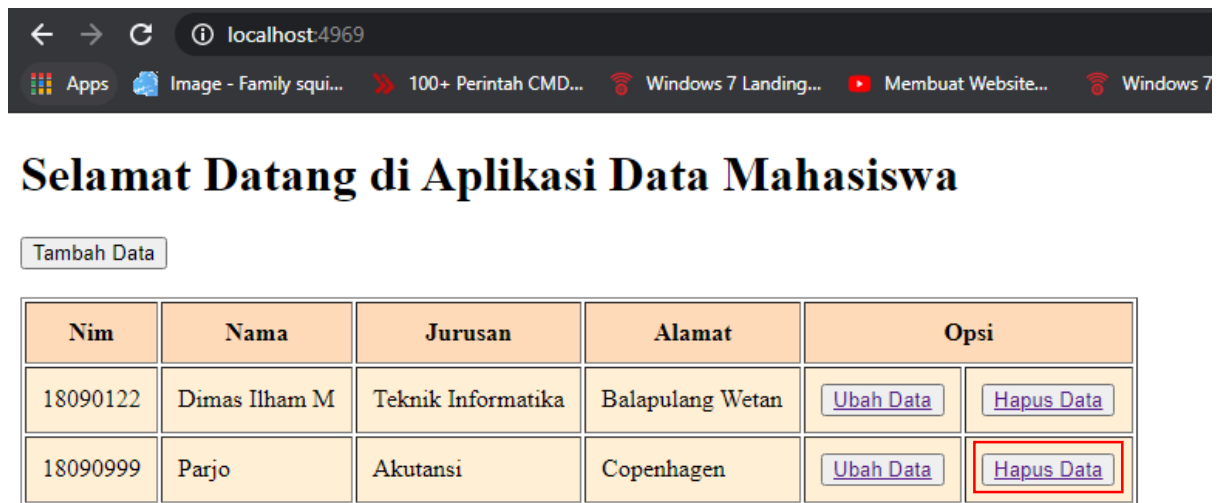 localhost:4969
Apps Image - Family squi... 100+ Perintah CMD... Windows 7 Landing... Membuat Website... Windows 7
Selamat Datang di Aplikasi Data Mahasiswa
Tambah Data
Nim Nama Jurusan Alamat Opsi
18090122 Dimas Ilham M Teknik Informatika Balapulang Wetan Ubah Data Hapus Data
18090999 Parjo Akutansi Copenhagen Ubah Data Hapus Data